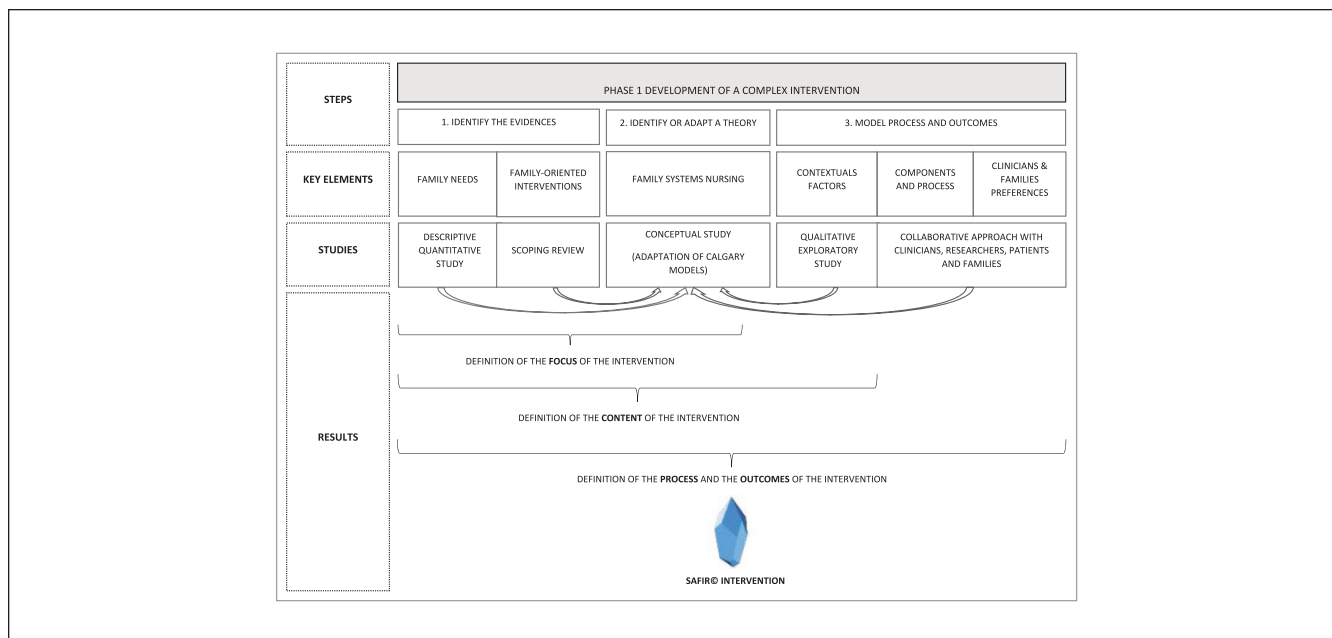 STEPS
PHASE 1 DEVELOPMENT OF A COMPLEX INTERVENTION
1. IDENTIFY THE EVIDENCES
2. IDENTIFY OR ADAPT A THEORY
3. MODEL PROCESS AND OUTCOMES
KEY ELEMENTS
FAMILY NEEDS
FAMILY-ORIENTED
INTERVENTIONS
FAMILY SYSTEMS NURSING
CONTEXTUALS
FACTORS
COMPONENTS
AND PROCESS
CLINICIANS &
FAMILIES
PREFERENCES
STUDIES
DESCRIPTIVE
QUANTITATIVE
STUDY
SCOPING REVIEW
CONCEPTUAL STUDY
(ADAPTATION OF CALGARY
MODELS)
QUALITATIVE
EXPLORATORY
STUDY
COLLABORATIVE APPROACH WITH
CLINICIANS, RESEARCHERS, PATIENTS
AND FAMILIES
RESULTS
DEFINITION OF THE FOCUS OF THE INTERVENTION
DEFINITION OF THE CONTENT OF THE INTERVENTION
DEFINITION OF THE PROCESS AND THE OUTCOMES OF THE INTERVENTION
SAFIR© INTERVENTION